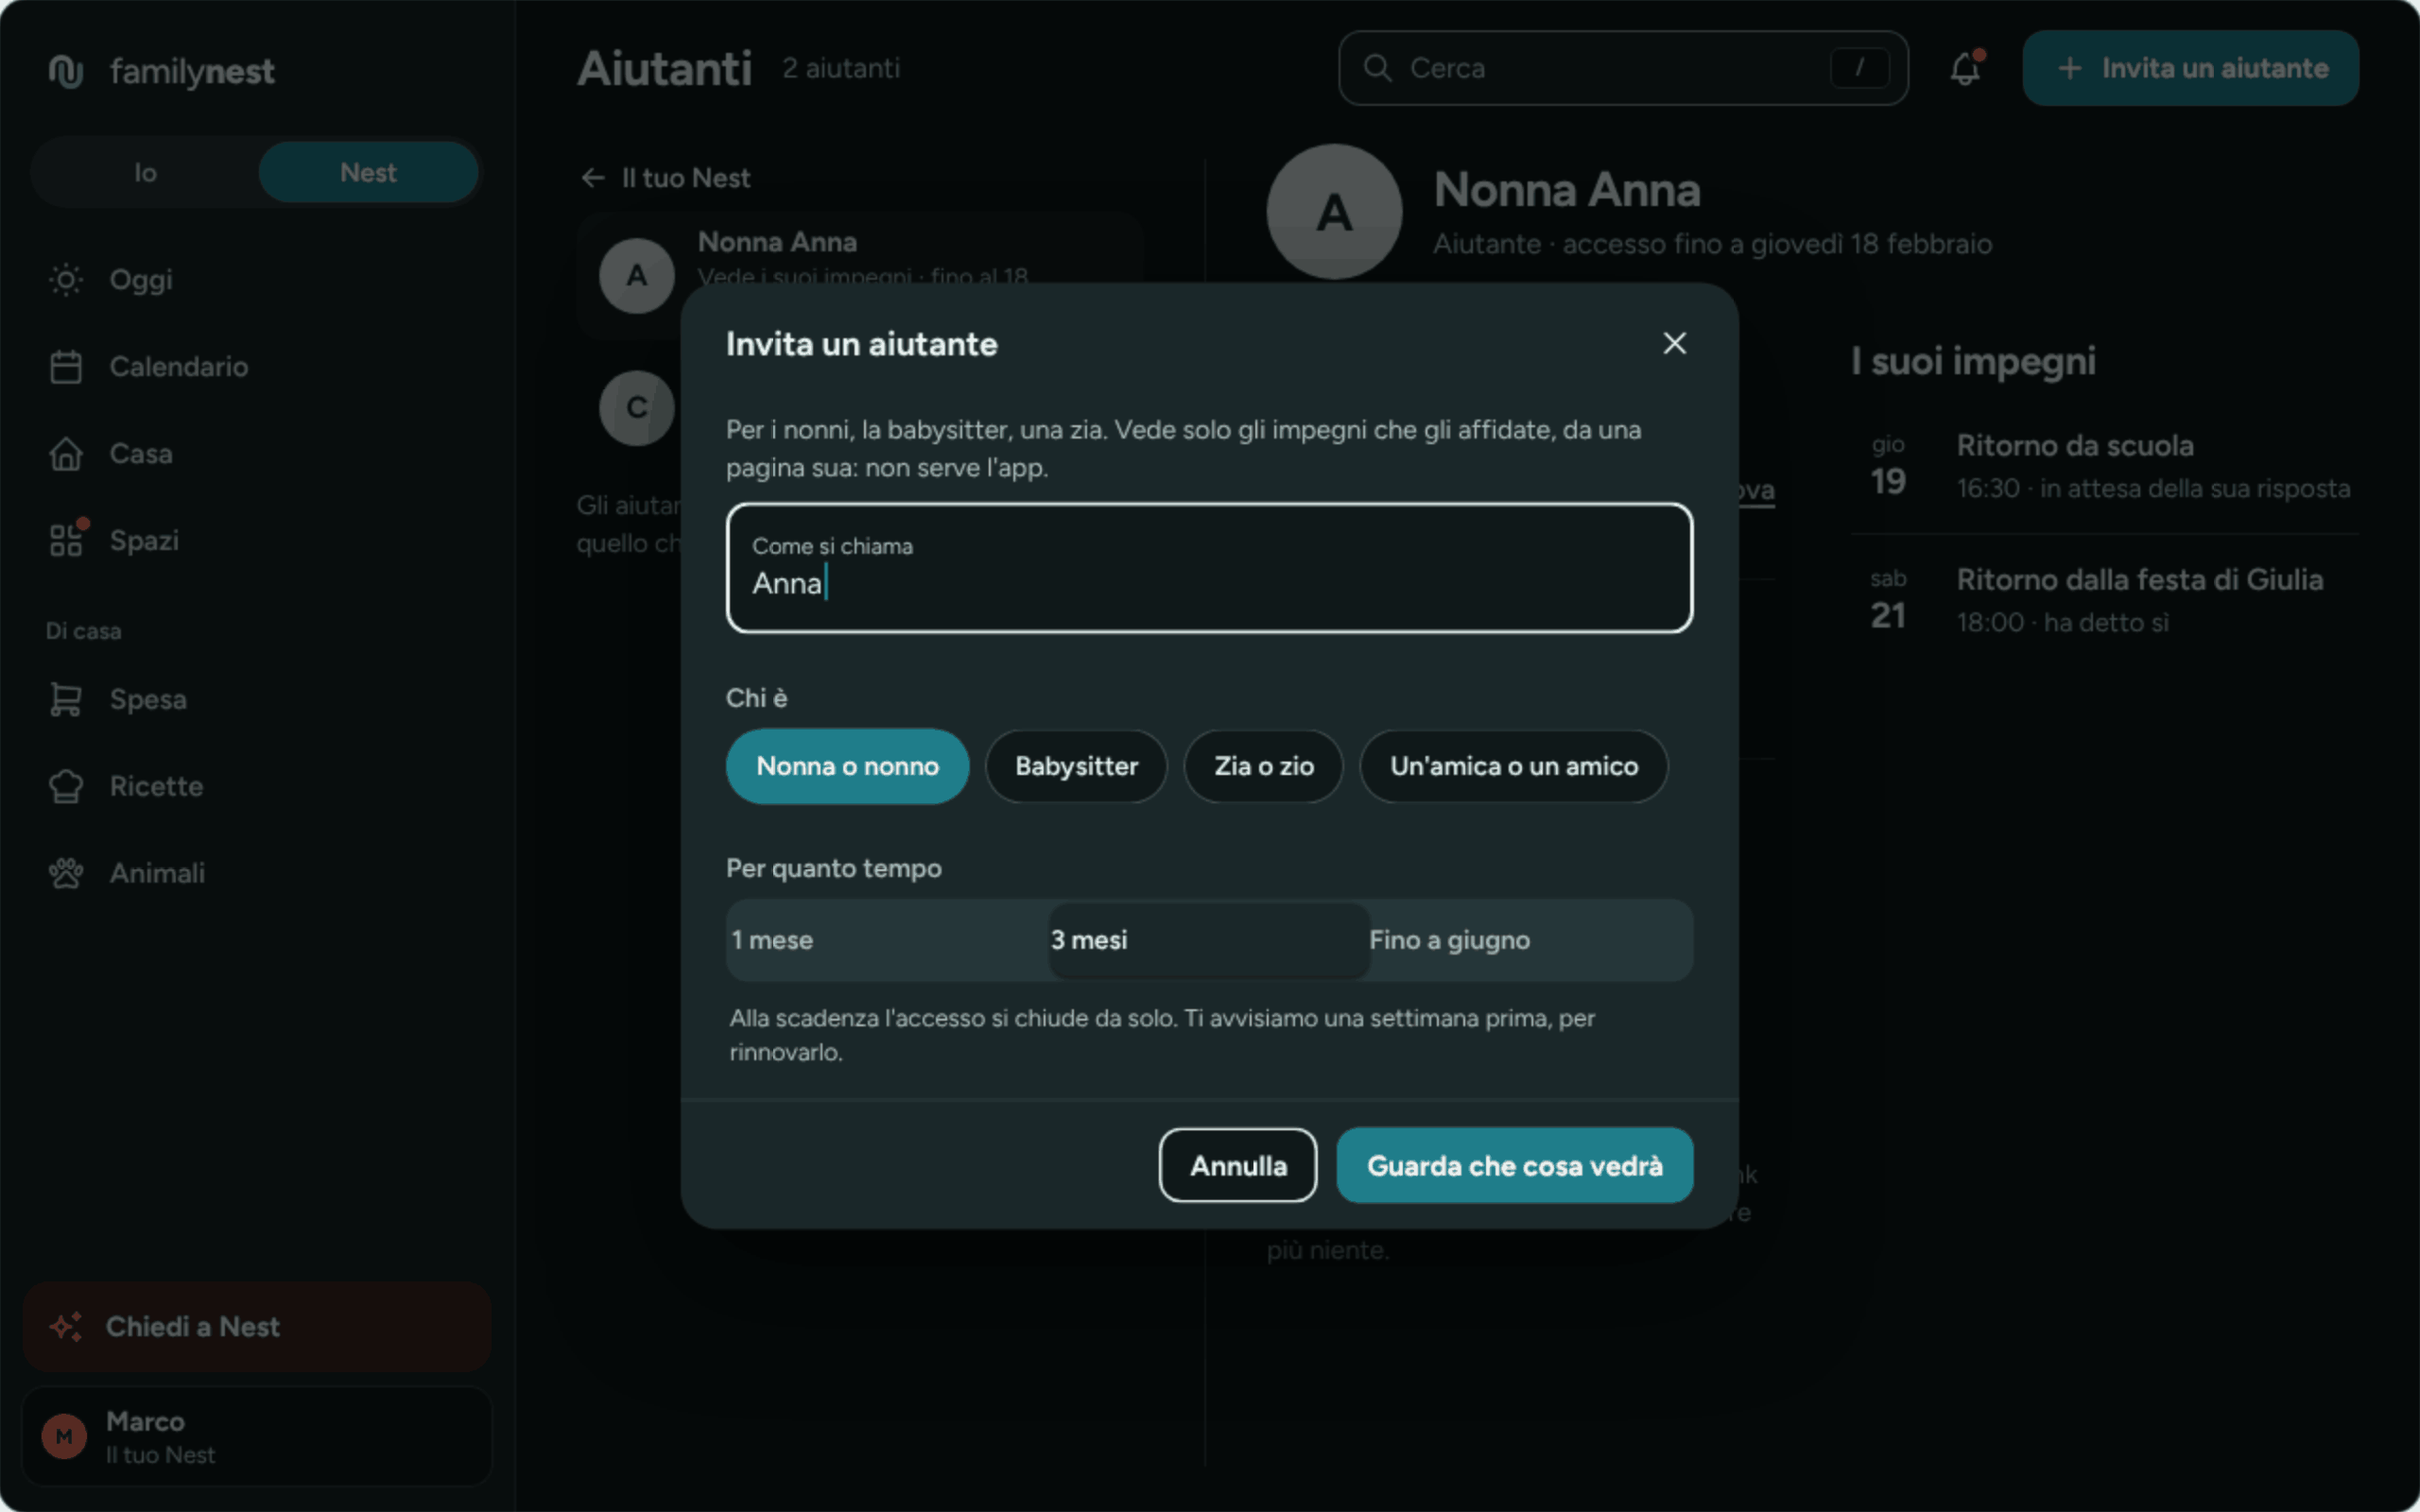 familynest
Io
Nest
Oggi
Calendario
Casa
Spazi
Di casa
Spesa
Ricette
Animali
Chiedi a Nest
M
Marco
Il tuo Nest
Aiutanti
2 aiutanti
Cerca
/
+ Invita un aiutante
← Il tuo Nest
A
Nonna Anna
Vede i suoi impegni · fino al 18
C
Gli
quello
A
Nonna Anna
Aiutante · accesso fino a giovedì 18 febbraio
I suoi impegni
gio
19
Ritorno da scuola
16:30 · in attesa della sua risposta
sab
21
Ritorno dalla festa di Giulia
18:00 · ha detto sì
più niente.
Invita un aiutante
Per i nonni, la babysitter, una zia. Vede solo gli impegni che gli affidate, da una
pagina sua: non serve l'app.
Come si chiama
Anna
Chi è
Nonna o nonno
Babysitter
Zia o zio
Un'amica o un amico
Per quanto tempo
1 mese
3 mesi
Fino a giugno
Alla scadenza l'accesso si chiude da solo. Ti avvisiamo una settimana prima, per
rinnovarlo.
Annulla
Guarda che cosa vedrà